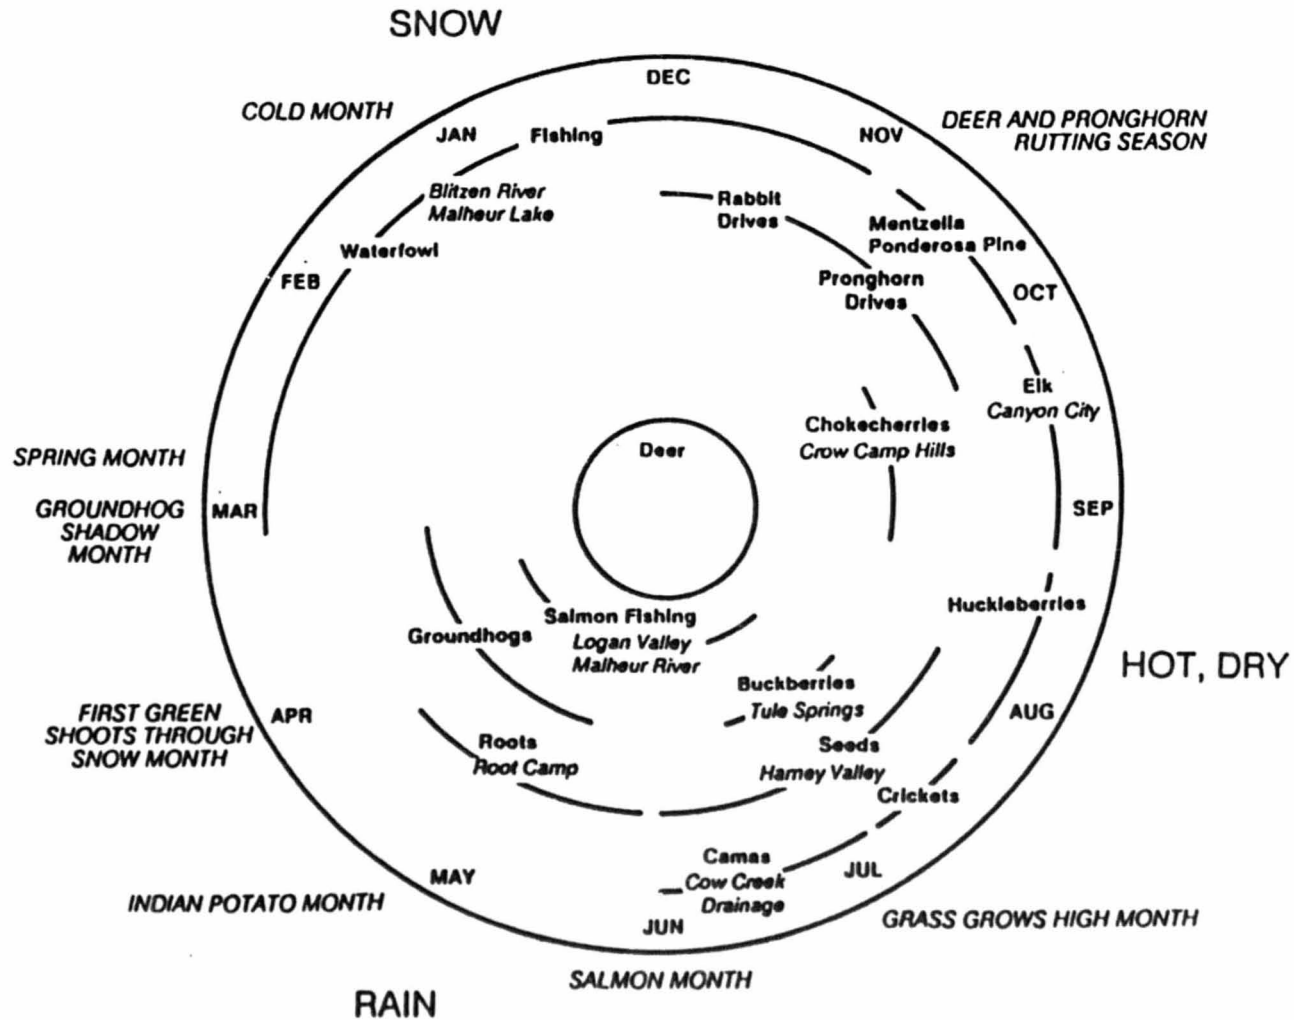 SNOW
DEC
COLD MONTH
JAN
Fishing
NOV
DEER AND PRONGHORN
RUTTING SEASON
Blitzen River
Malheur Lake
Rabbit
Drives
Mentzelia
Ponderosa Pine
Waterfowl
FEB
Pronghorn
Drives
OCT
Elk
Canyon City
Chokecherries
Crow Camp Hills
Deer
SPRING MONTH
GROUNDHOG
SHADOW
MONTH
MAR
SEP
Huckleberries
Salmon Fishing
Logan Valley
Malheur River
Groundhogs
HOT, DRY
Buckberries
Tule Springs
FIRST GREEN
SHOOTS THROUGH
SNOW MONTH
APR
AUG
Roots
Root Camp
Seeds
Harney Valley
Crickets
Camas
Cow Creek
Drainage
MAY
JUL
INDIAN POTATO MONTH
JUN
GRASS GROWS HIGH MONTH
SALMON MONTH
RAIN